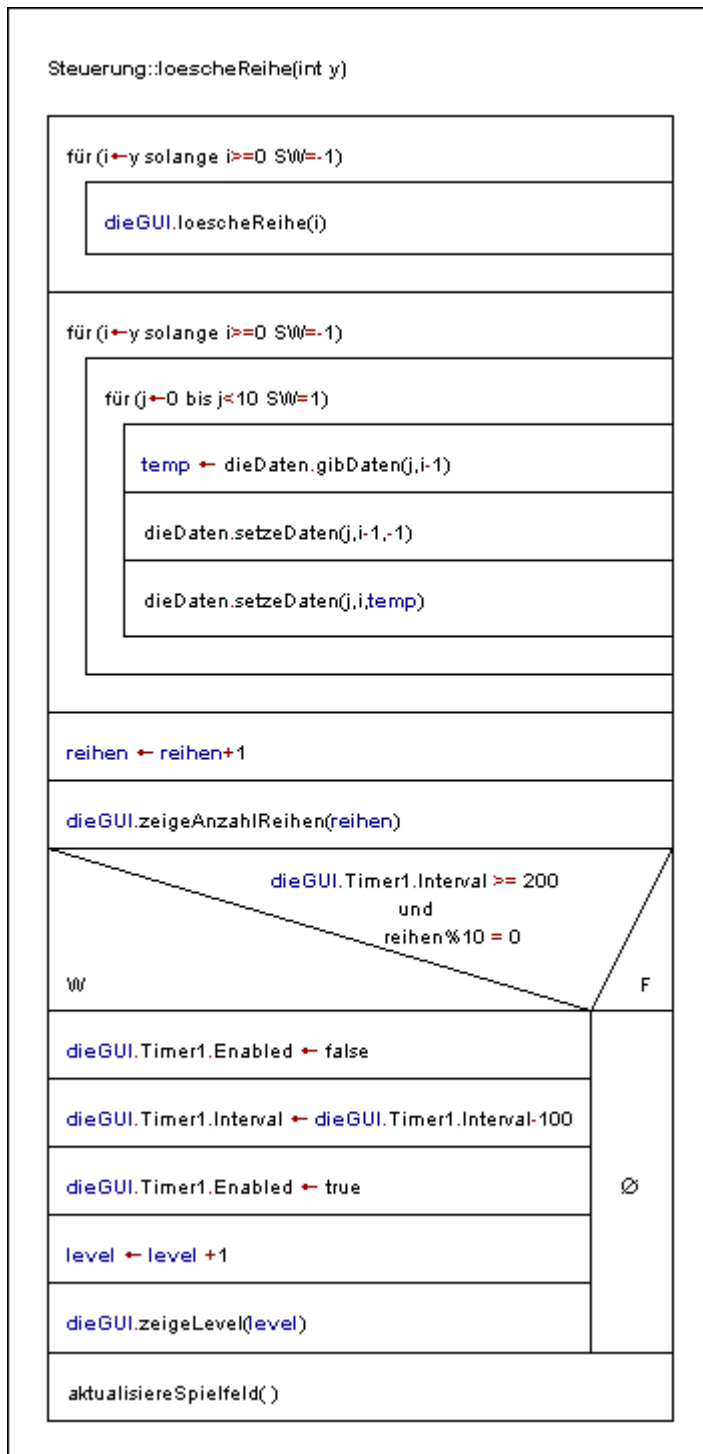 Steuerung::loescheReihe(int y)
für (i←y solange i>=0 SW=-1)
dieGUI.loescheReihe(i)
für (i←y solange i>=0 SW=-1)
für (j←0 bis j<10 SW=1)
temp ← dieDaten.gibDaten(j,i-1)
dieDaten.setzeDaten(j,i-1,-1)
dieDaten.setzeDaten(j,i,temp)
reihen ← reihen+1
dieGUI.zeigeAnzahlReihen(reihen)
dieGUI.Timer1.Interval >= 200
und
reihen%10 = 0
W F
dieGUI.Timer1.Enabled ← false
dieGUI.Timer1.Interval ← dieGUI.Timer1.Interval-100
dieGUI.Timer1.Enabled ← true
∅
level ← level +1
dieGUI.zeigeLevel(level)
aktualisiereSpielfeld( )